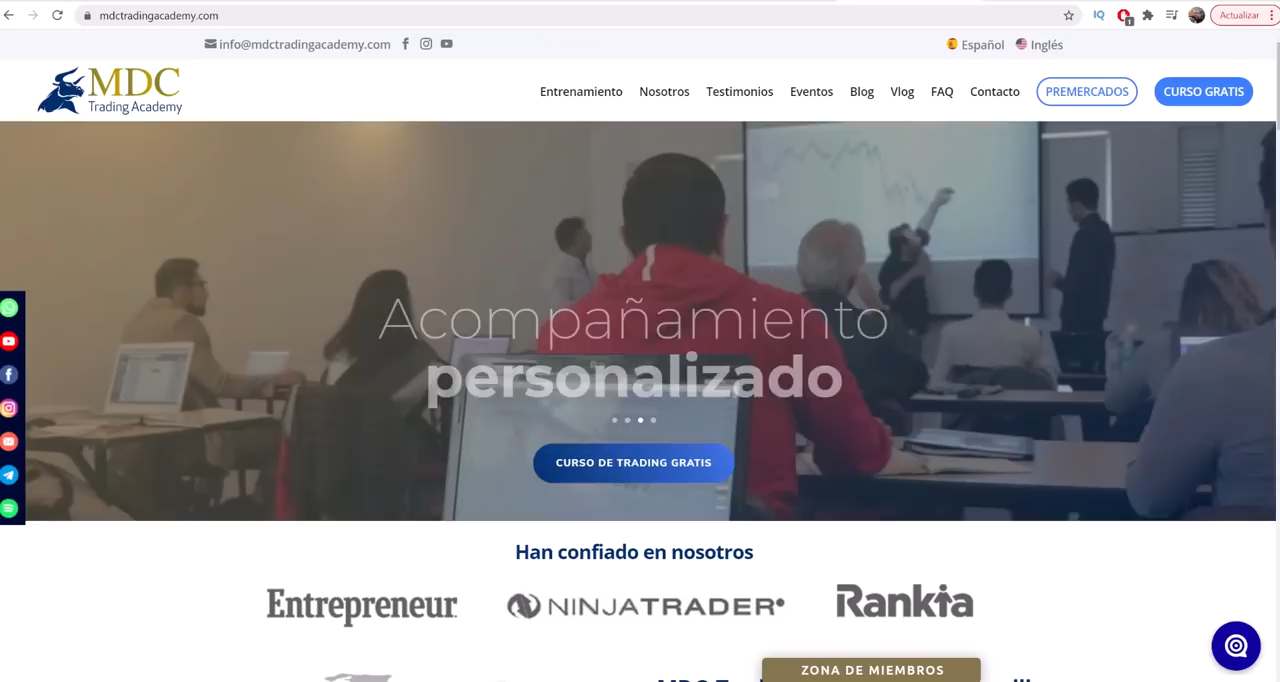 mdctradingacademy.com
Actualizar
info@mdctradingacademy.com
Español
Inglés
MDC
Trading Academy
Entrenamiento
Nosotros
Testimonios
Eventos
Blog
Vlog
FAQ
Contacto
PREMERCADOS
CURSO GRATIS
Acompañamiento
personalizado
CURSO DE TRADING GRATIS
Han confiado en nosotros
Entrepreneur
NINJATRADER
Rankia
ZONA DE MIEMBROS